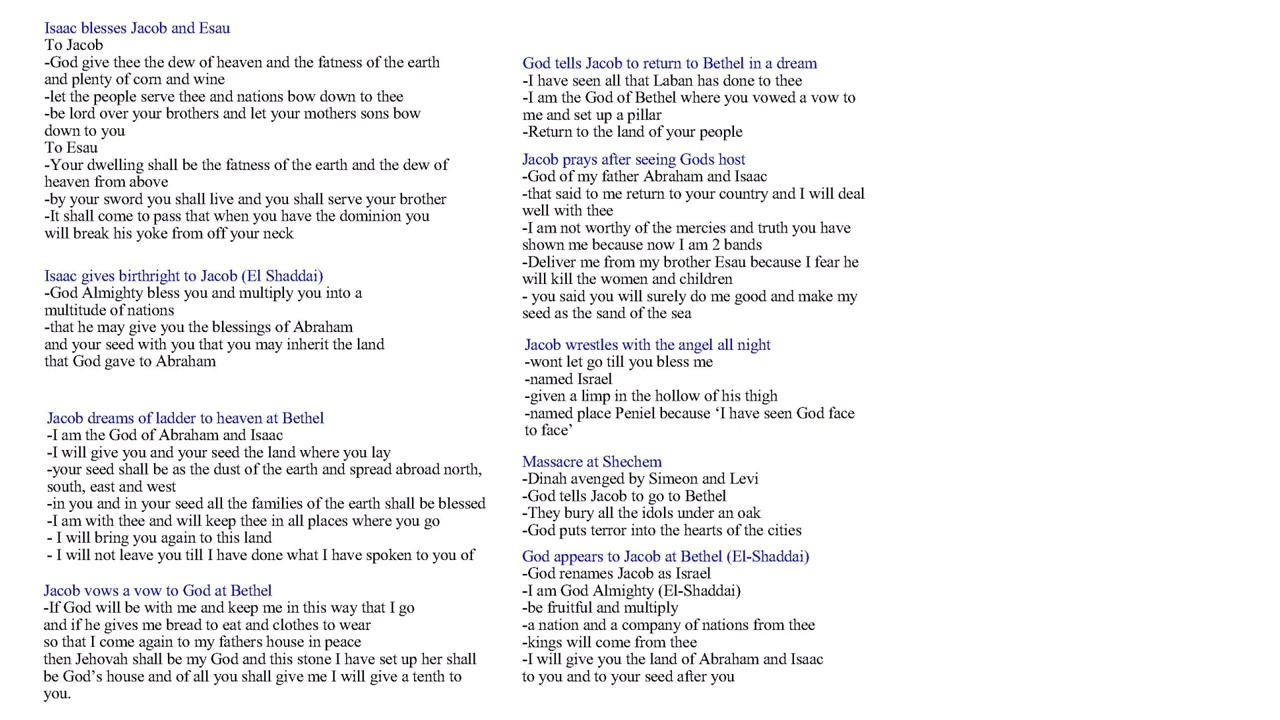 Isaac blesses Jacob and Esau
To Jacob
-God give thee the dew of heaven and the fatness of the earth
and plenty of corn and wine
-let the people serve thee and nations bow down to thee
-be lord over your brothers and let your mothers sons bow
down to you
To Esau
-Your dwelling shall be the fatness of the earth and the dew of
heaven from above
-by your sword you shall live and you shall serve your brother
-It shall come to pass that when you have the dominion you
will break his yoke from off your neck
Isaac gives birthright to Jacob (El Shaddai)
-God Almighty bless you and multiply you into a
multitude of nations
-that he may give you the blessings of Abraham
and your seed with you that you may inherit the land
that God gave to Abraham
Jacob dreams of ladder to heaven at Bethel
-I am the God of Abraham and Isaac
-I will give you and your seed the land where you lay
-your seed shall be as the dust of the earth and spread abroad north,
south, east and west
-in you and in your seed all the families of the earth shall be blessed
-I am with thee and will keep thee in all places where you go
- I will bring you again to this land
- I will not leave you till I have done what I have spoken to you of
Jacob vows a vow to God at Bethel
-If God will be with me and keep me in this way that I go
and if he gives me bread to eat and clothes to wear
so that I come again to my fathers house in peace
then Jehovah shall be my God and this stone I have set up her shall
be God's house and of all you shall give me I will give a tenth to
you.
God tells Jacob to return to Bethel in a dream
-I have seen all that Laban has done to thee
-I am the God of Bethel where you vowed a vow to
me and set up a pillar
-Return to the land of your people
Jacob prays after seeing Gods host
-God of my father Abraham and Isaac
-that said to me return to your country and I will deal
well with thee
-I am not worthy of the mercies and truth you have
shown me because now I am 2 bands
-Deliver me from my brother Esau because I fear he
will kill the women and children
- you said you will surely do me good and make my
seed as the sand of the sea
Jacob wrestles with the angel all night
-wont let go till you bless me
-named Israel
-given a limp in the hollow of his thigh
-named place Peniel because ‘I have seen God face
to face’
Massacre at Shechem
-Dinah avenged by Simeon and Levi
-God tells Jacob to go to Bethel
-They bury all the idols under an oak
-God puts terror into the hearts of the cities
God appears to Jacob at Bethel (El-Shaddai)
-God renames Jacob as Israel
-I am God Almighty (El-Shaddai)
-be fruitful and multiply
-a nation and a company of nations from thee
-kings will come from thee
-I will give you the land of Abraham and Isaac
to you and to your seed after you